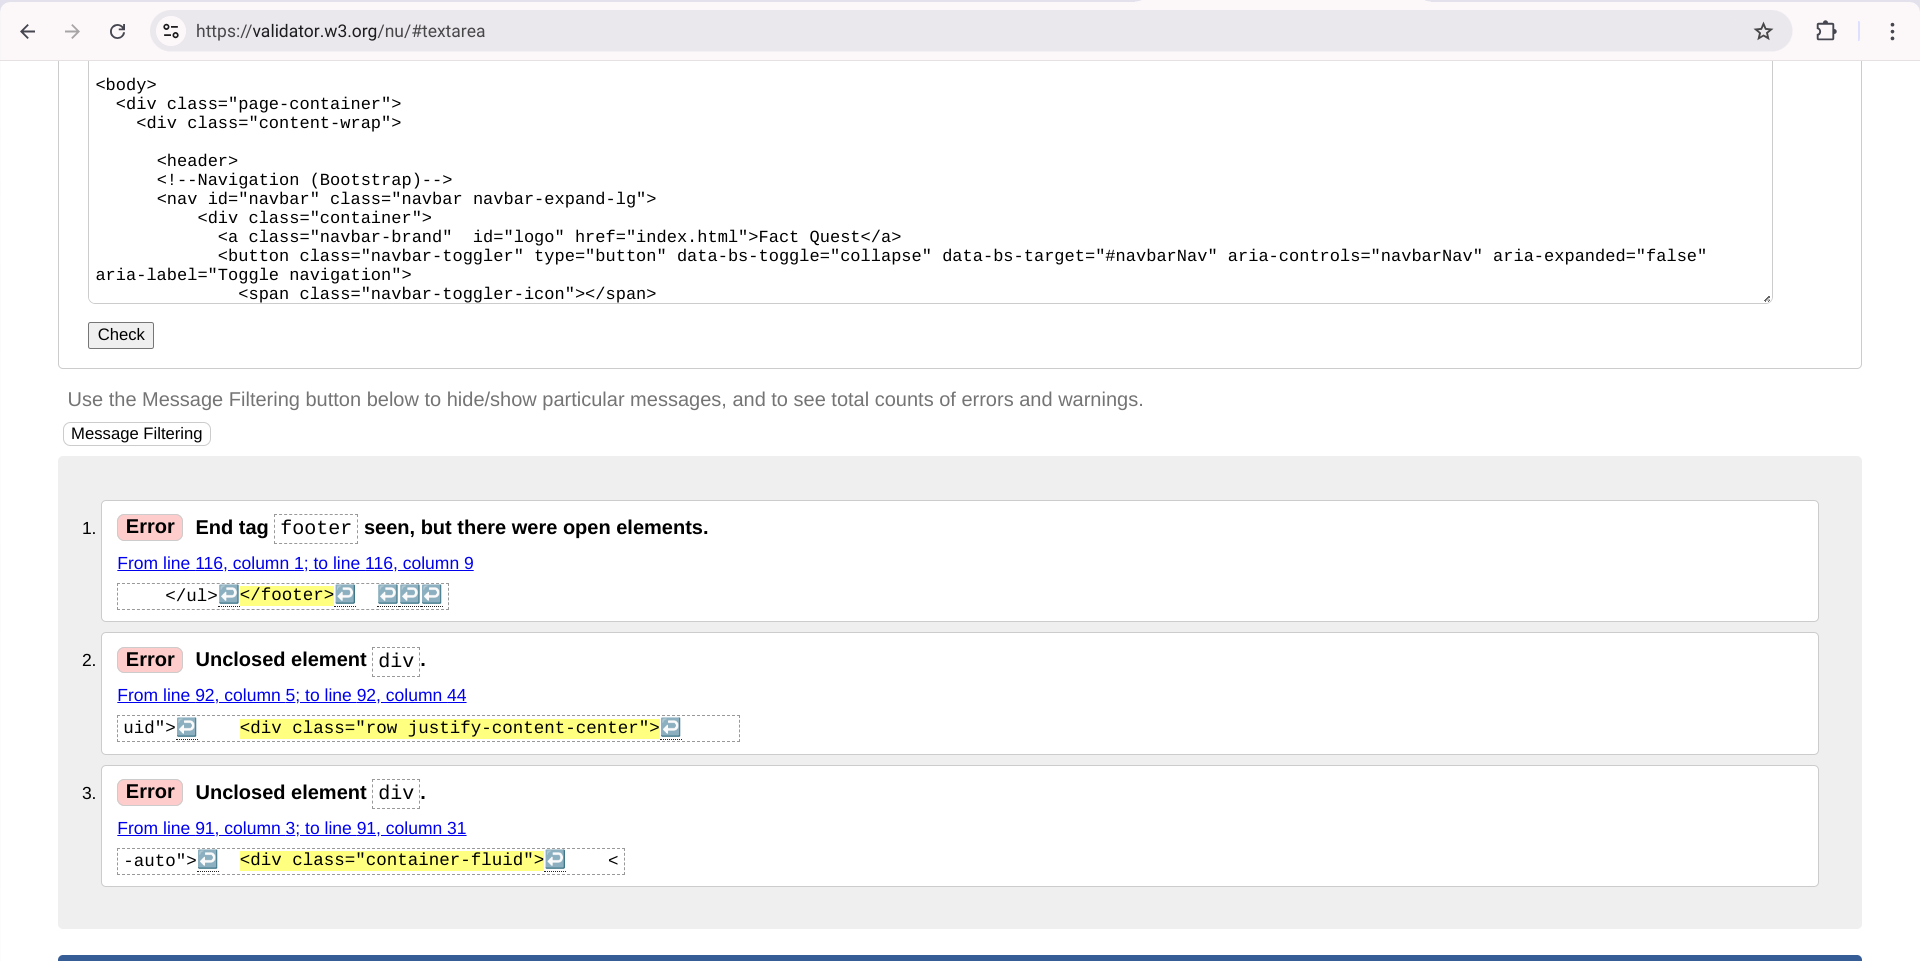 https://validator.w3.org/nu/#textarea
<body>
<div class="page-container">
<div class="content-wrap">
<header>
<!--Navigation (Bootstrap)-->
<nav id="navbar" class="navbar navbar-expand-lg">
<div class="container">
<a class="navbar-brand"  id="logo" href="index.html">Fact Quest</a>
<button class="navbar-toggler" type="button" data-bs-toggle="collapse" data-bs-target="#navbarNav" aria-controls="navbarNav" aria-expanded="false"
aria-label="Toggle navigation">
<span class="navbar-toggler-icon"></span>
Check
Use the Message Filtering button below to hide/show particular messages, and to see total counts of errors and warnings.
Message Filtering
1. Error End tag footer seen, but there were open elements.
From line 116, column 1; to line 116, column 9
</ul>↩</footer>↩  ↩↩↩
2. Error Unclosed element div.
From line 92, column 5; to line 92, column 44
uid">↩    <div class="row justify-content-center">↩
3. Error Unclosed element div.
From line 91, column 3; to line 91, column 31
-auto">↩  <div class="container-fluid">↩    <